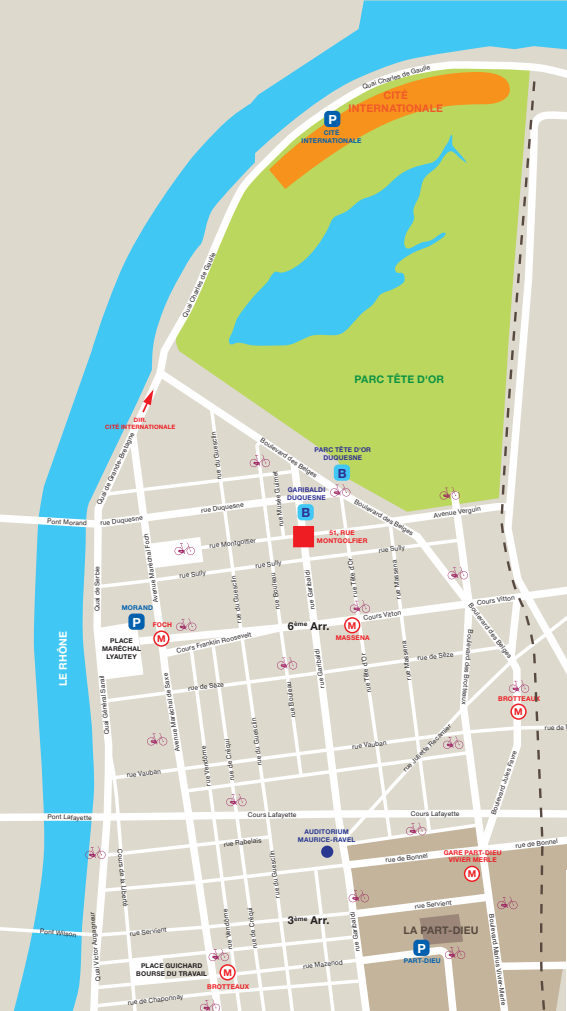 Quai Charles de Gaulle
CITÉ
INTERNATIONALE
P
CITÉ
INTERNATIONALE
Quai Charles de Gaulle
PARC TÊTE D'OR
DIR.
CITÉ INTERNATIONALE
Quai de Grande-Bretagne
rue du Guesclin
Boulevard des Belges
PARC TÊTE D'OR
DUQUESNE
B
GARIBALDI
DUQUESNE
B
Boulevard des Belges
Avenue Verguin
Pont Morand
rue Duquesne
rue Duquesne
51, RUE
MONTGOLFIER
rue Montgolfier
Avenue Maréchal Foch
rue Sully
rue Sully
rue Sully
Quai de Serbie
rue du Guesclin
rue Boileau
rue Garibaldi
rue Tête d'Or
rue Massena
MORAND
P
FOCH
M
PLACE
MARÉCHAL
LYAUTEY
Cours Franklin Roosevelt
6ème Arr.
M
MASSENA
Cours Vitton
Cours Vitton
Boulevard des Belges
LE RHÔNE
Quai Général Sarail
Avenue Maréchal de Saxe
rue de Sèze
rue Garibaldi
rue Tête d'Or
rue Massena
rue de Sèze
Boulevard des Brotteaux
BROTTEAUX
M
rue Vendôme
rue de Créqui
rue du Guesclin
rue Vauban
rue Vauban
rue Juliette Récamier
Boulevard Jules Favre
Pont Lafayette
Cours Lafayette
Cours Lafayette
AUDITORIUM
MAURICE-RAVEL
rue Rabelais
rue de Bonnel
rue de Bonnel
GARE PART-DIEU
VIVIER MERLE
M
Cours de la Liberté
rue du Guesclin
rue Servient
Pont Wilson
Quai Victor Augagneur
rue Servient
rue Vendôme
rue de Créqui
3ème Arr.
rue Garibaldi
LA PART-DIEU
P
PART-DIEU
Boulevard Marius Vivier-Merle
PLACE GUICHARD
BOURSE DU TRAVAIL
M
BROTTEAUX
rue Mazenod
rue de Chaponnay